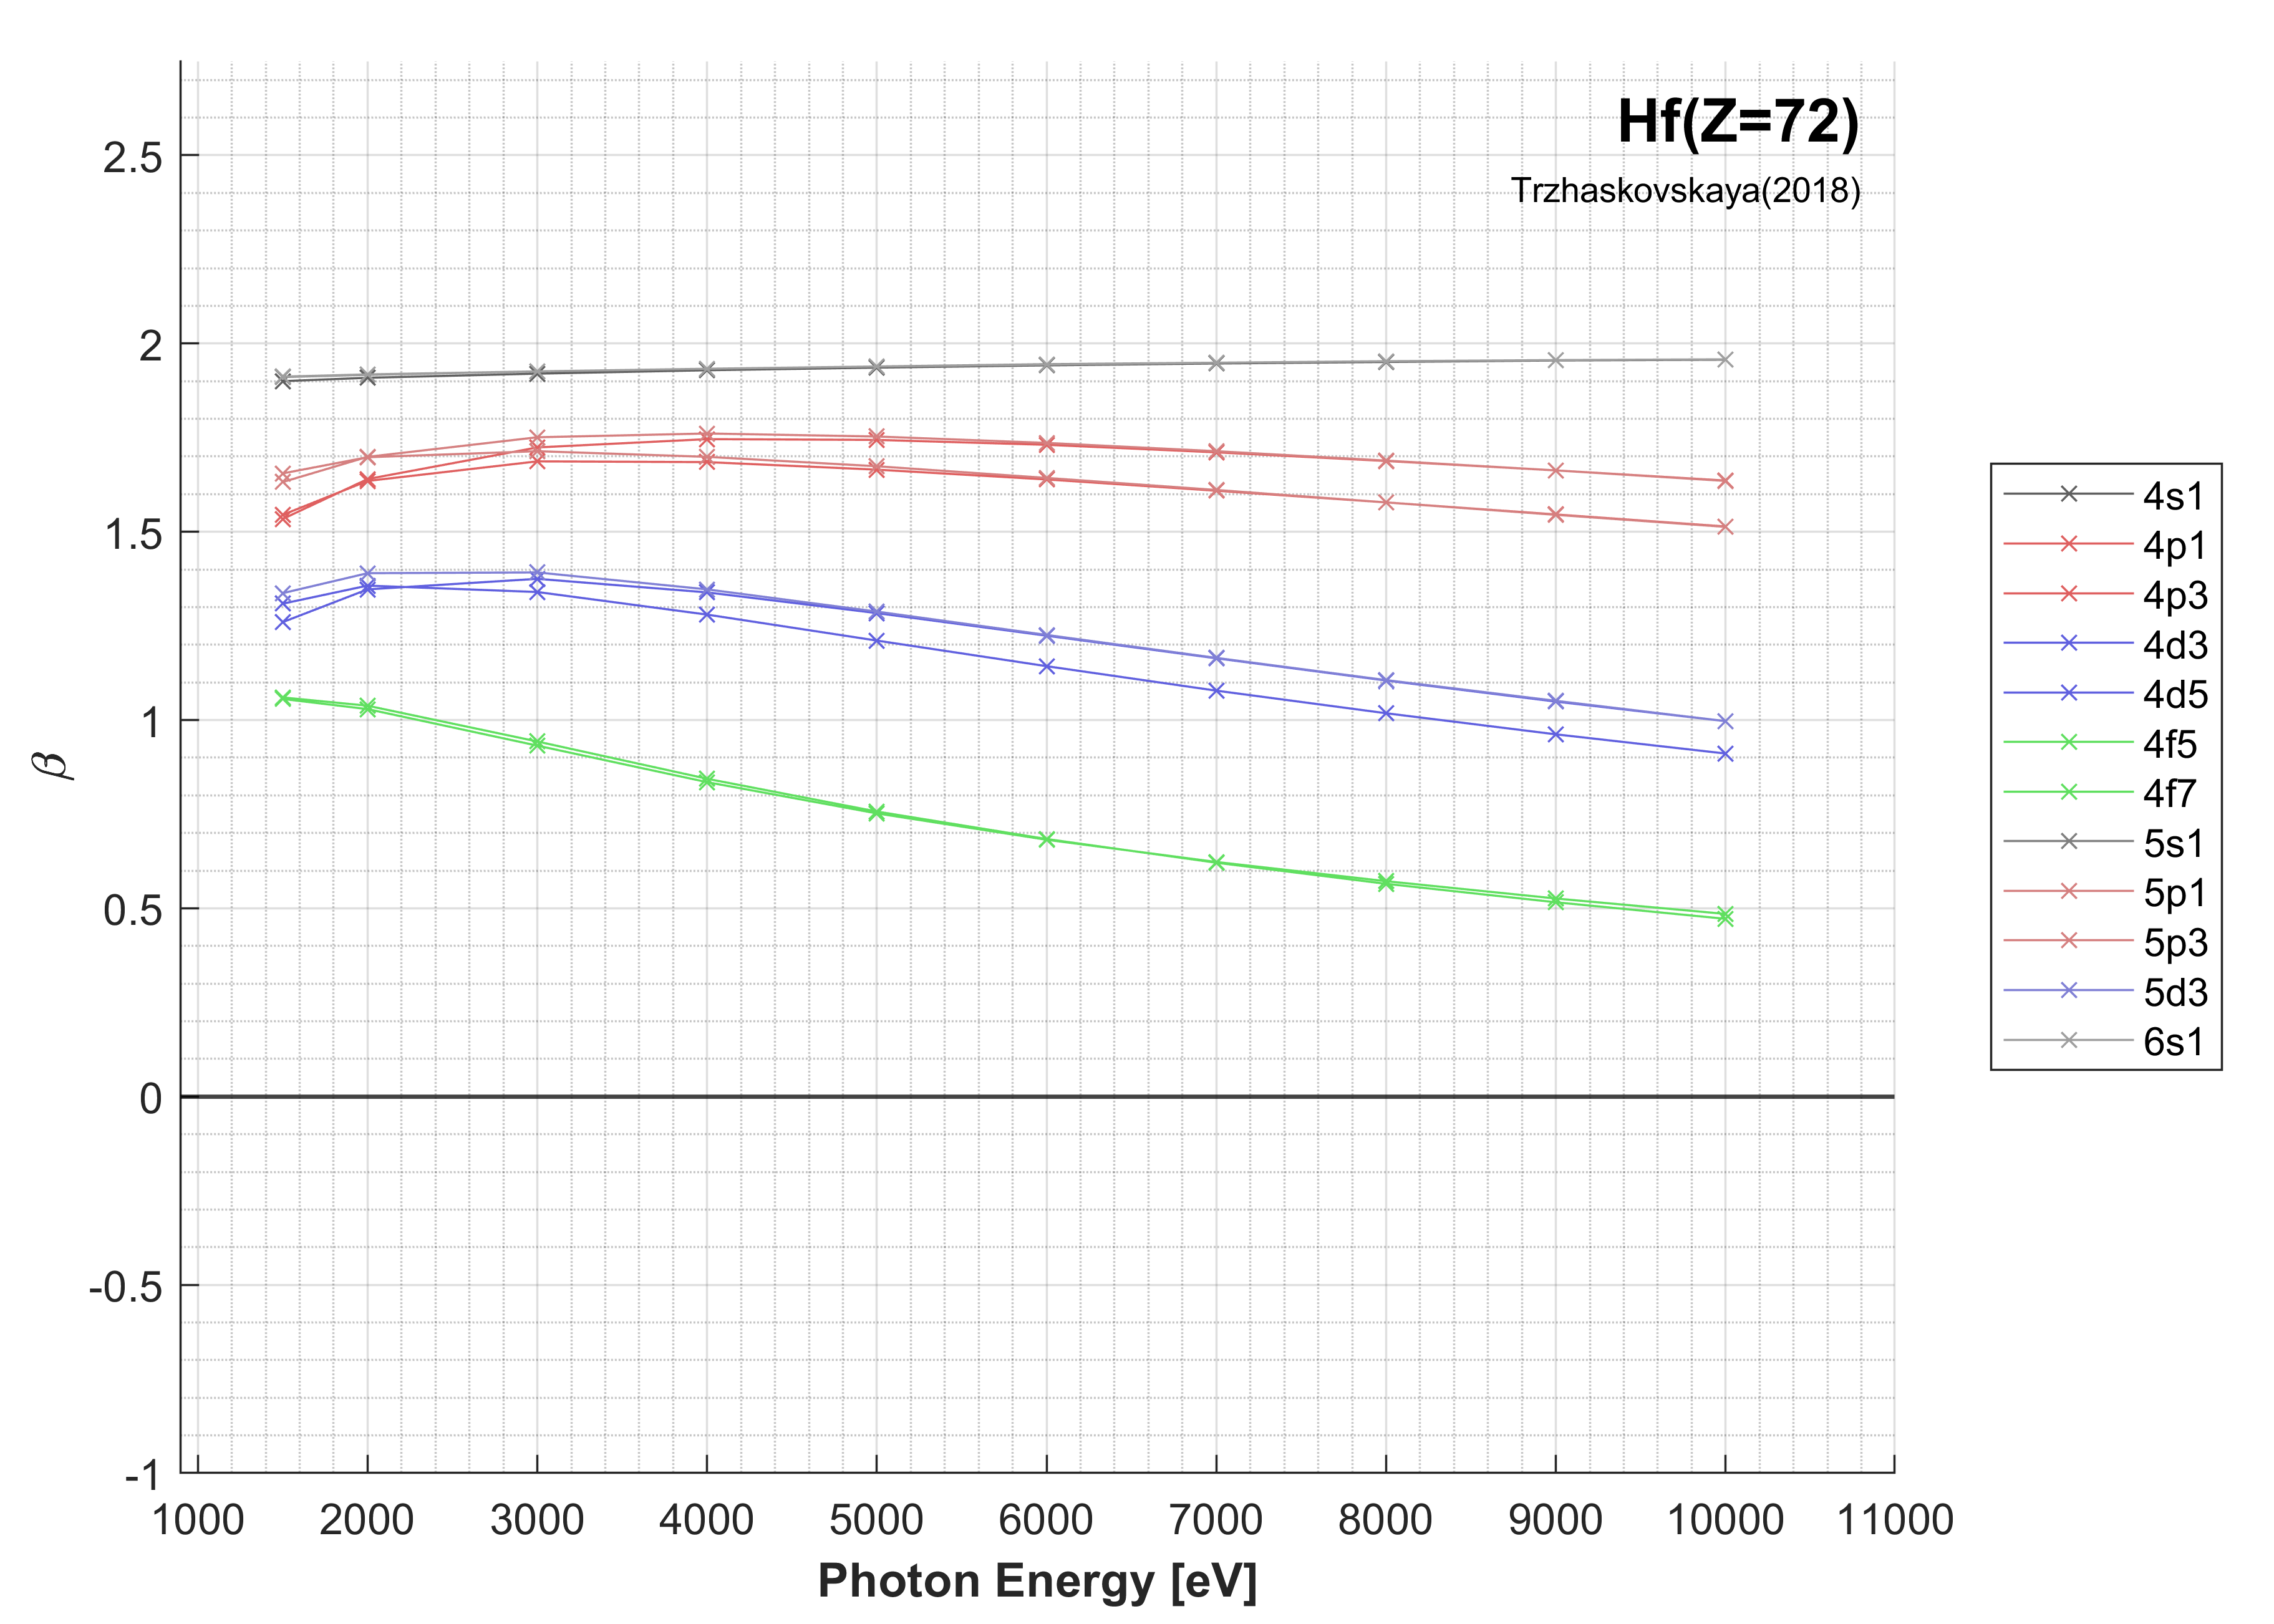 Hf(Z=72)
Trzhaskovskaya(2018)
2.5
2
1.5
1
0.5
0
-0.5
-1
β
1000 2000 3000 4000 5000 6000 7000 8000 9000 10000 11000
Photon Energy [eV]
4s1
4p1
4p3
4d3
4d5
4f5
4f7
5s1
5p1
5p3
5d3
6s1